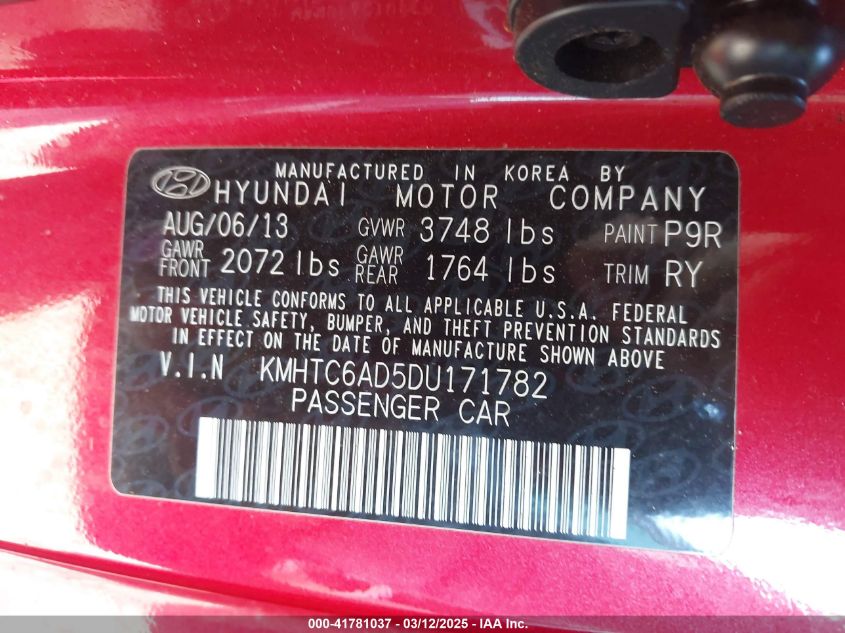 MANUFACTURED IN KOREA BY
HYUNDAI MOTOR COMPANY
AUG/06/13 GVWR 3748 lbs PAINT P9R
GAWR FRONT 2072 lbs GAWR REAR 1764 lbs TRIM RY
THIS VEHICLE CONFORMS TO ALL APPLICABLE U.S.A. FEDERAL
MOTOR VEHICLE SAFETY, BUMPER, AND THEFT PREVENTION STANDARDS
IN EFFECT ON THE DATE OF MANUFACTURE SHOWN ABOVE
V.I.N KMHTC6AD5DU171782
PASSENGER CAR
000-41781037 - 03/12/2025 - IAA Inc.